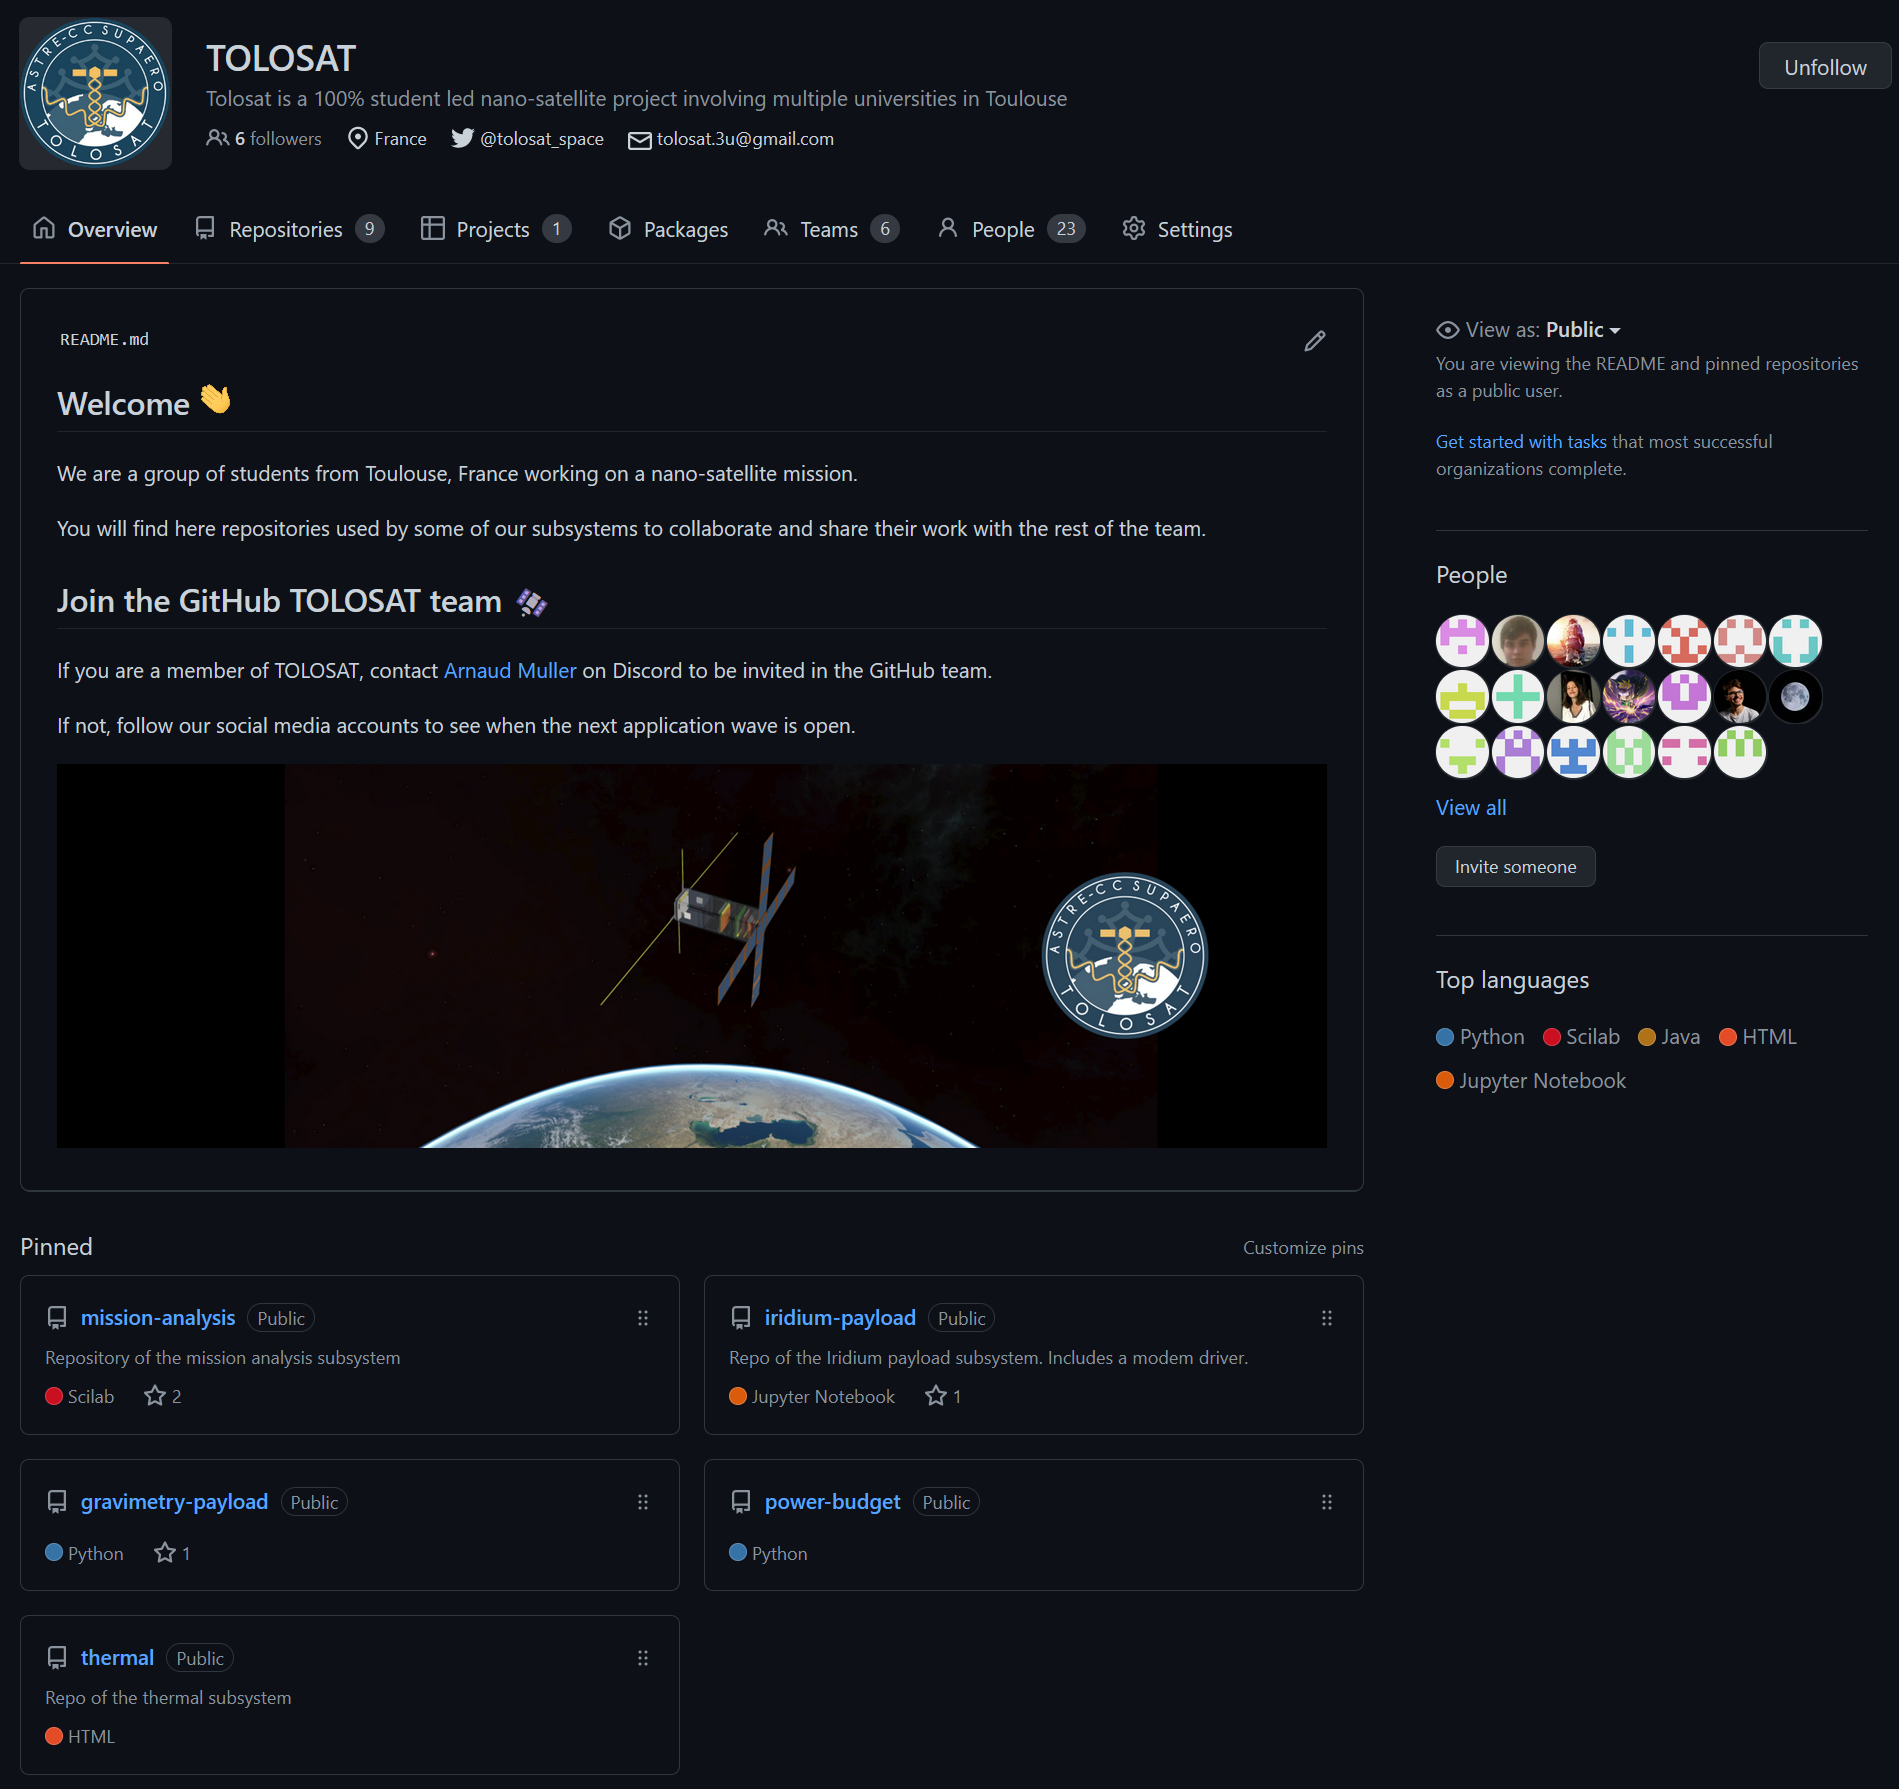 ASTRE-CC SUPAERO
TOLOSAT
TOLOSAT
Tolosat is a 100% student led nano-satellite project involving multiple universities in Toulouse
6 followers France @tolosat_space tolosat.3u@gmail.com
Unfollow
Overview Repositories 9 Projects 1 Packages Teams 6 People 23 Settings
README.md
Welcome 👋
We are a group of students from Toulouse, France working on a nano-satellite mission.
You will find here repositories used by some of our subsystems to collaborate and share their work with the rest of the team.
Join the GitHub TOLOSAT team 🛰
If you are a member of TOLOSAT, contact Arnaud Muller on Discord to be invited in the GitHub team.
If not, follow our social media accounts to see when the next application wave is open.
ASTRE-CC SUPAERO
TOLOSAT
Pinned
Customize pins
mission-analysis Public
Repository of the mission analysis subsystem
Scilab 2
iridium-payload Public
Repo of the Iridium payload subsystem. Includes a modem driver.
Jupyter Notebook 1
gravimetry-payload Public
Python 1
power-budget Public
Python
thermal Public
Repo of the thermal subsystem
HTML
View as: Public
You are viewing the README and pinned repositories
as a public user.
Get started with tasks that most successful
organizations complete.
People
View all
Invite someone
Top languages
Python Scilab Java HTML
Jupyter Notebook